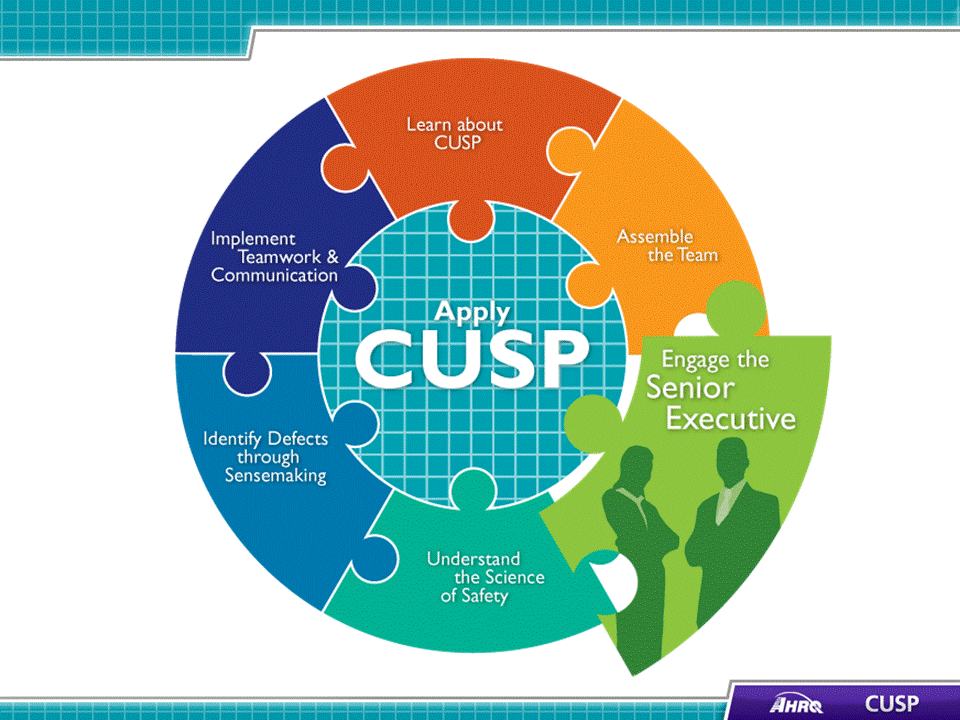 Learn about
CUSP
Assemble
the Team
Engage the
Senior
Executive
Understand
the Science
of Safety
Identify Defects
through
Sensemaking
Implement
Teamwork &
Communication
Apply
CUSP
AHRQ
CUSP